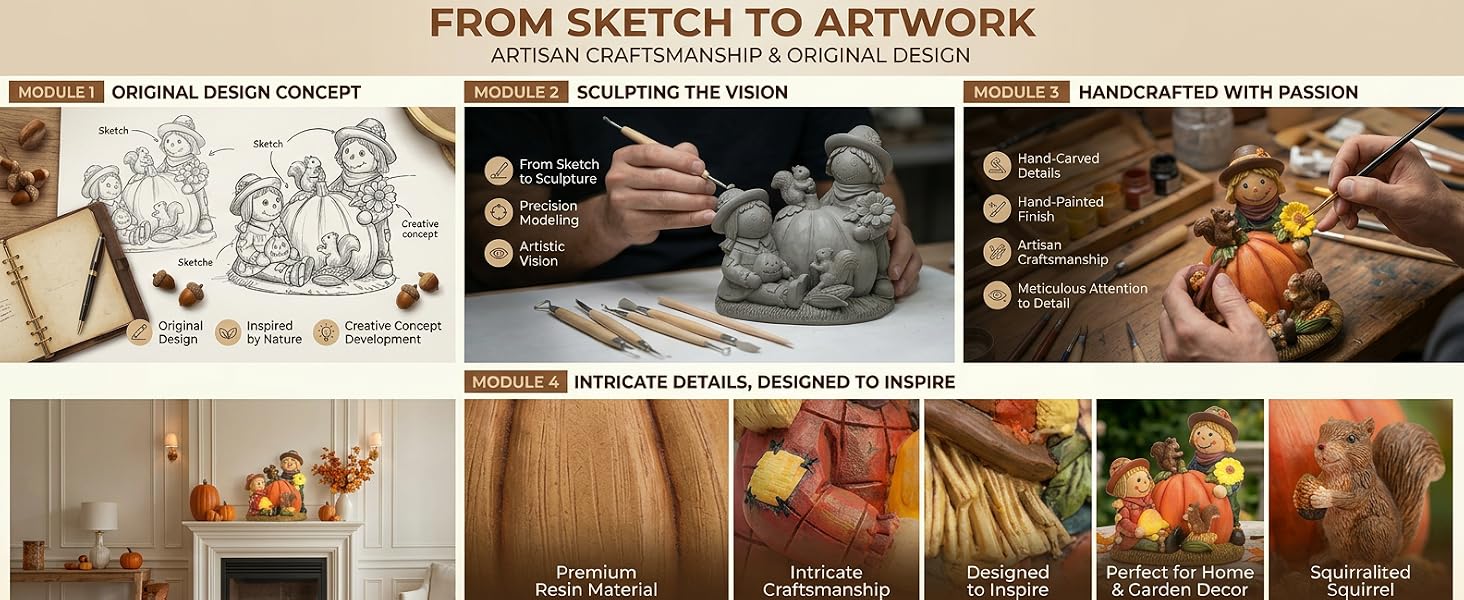 FROM SKETCH TO ARTWORK
ARTISAN CRAFTSMANSHIP & ORIGINAL DESIGN
MODULE 1 ORIGINAL DESIGN CONCEPT
Sketch
Sketch
Creative
concept
Sketche
Original
Design
Inspired
by Nature
Creative Concept
Development
MODULE 2 SCULPTING THE VISION
From Sketch
to Sculpture
Precision
Modeling
Artistic
Vision
MODULE 3 HANDCRAFTED WITH PASSION
Hand-Carved
Details
Hand-Painted
Finish
Artisan
Craftsmanship
Meticulous Attention
to Detail
MODULE 4 INTRICATE DETAILS, DESIGNED TO INSPIRE
Premium
Resin Material
Intricate
Craftsmanship
Designed
to Inspire
Perfect for Home
& Garden Decor
Squirralited
Squirrel